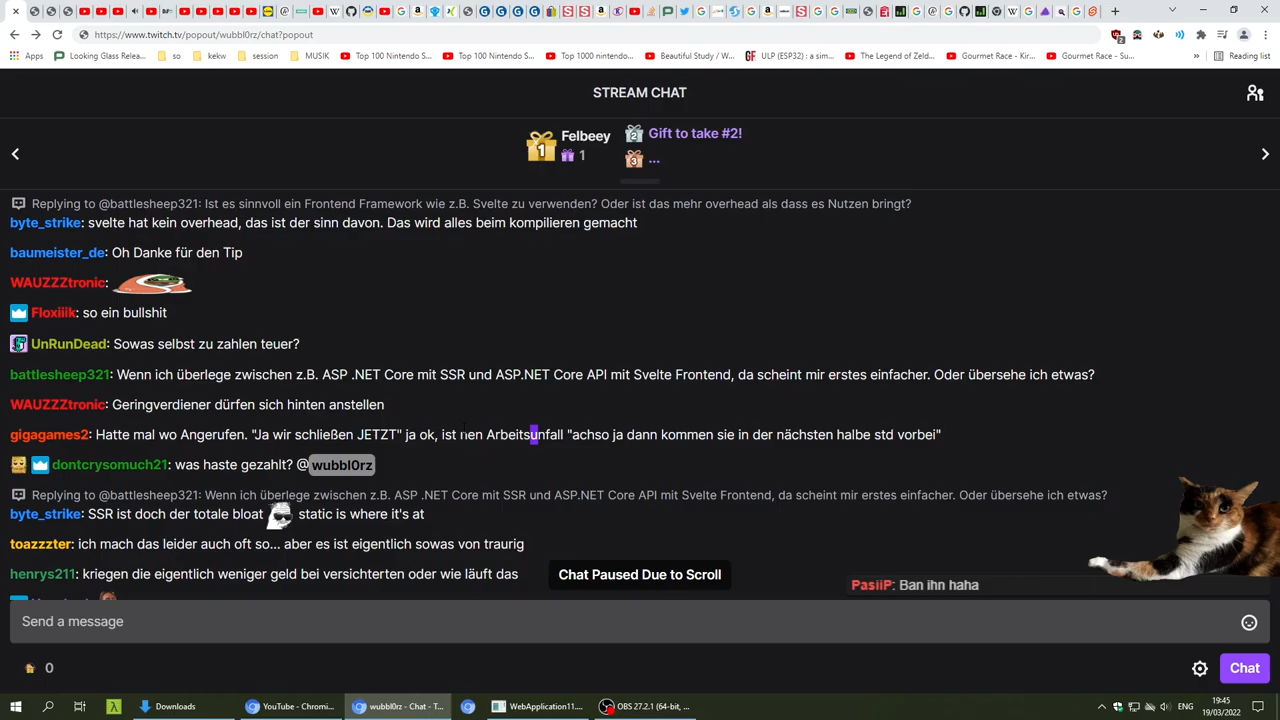 https://www.twitch.tv/popout/wubbl0rz/chat?popout
Apps
Looking Glass Relea...
so
kekw
session
MUSIK
Top 100 Nintendo S...
Top 100 Nintendo S...
Top 1000 nintendo...
Beautiful Study / W...
ULP (ESP32) : a sim...
The Legend of Zeld...
Gourmet Race - Kir...
Gourmet Race - Su...
»
Reading list
STREAM CHAT
1
Felbeey
1
2
Gift to take #2!
3
...
Replying to @battlesheep321: Ist es sinnvoll ein Frontend Framework wie z.B. Svelte zu verwenden? Oder ist das mehr overhead als dass es Nutzen bringt?
byte_strike: svelte hat kein overhead, das ist der sinn davon. Das wird alles beim kompilieren gemacht
baumeister_de: Oh Danke für den Tip
WAUZZZtronic:
Floxiiik: so ein bullshit
UnRunDead: Sowas selbst zu zahlen teuer?
battlesheep321: Wenn ich überlege zwischen z.B. ASP .NET Core mit SSR und ASP.NET Core API mit Svelte Frontend, da scheint mir erstes einfacher. Oder übersehe ich etwas?
WAUZZZtronic: Geringverdiener dürfen sich hinten anstellen
gigagames2: Hatte mal wo Angerufen. "Ja wir schließen JETZT" ja ok, ist nen Arbeitsunfall "achso ja dann kommen sie in der nächsten halbe std vorbei"
dontcrysomuch21: was haste gezahlt? @wubbl0rz
Replying to @battlesheep321: Wenn ich überlege zwischen z.B. ASP .NET Core mit SSR und ASP.NET Core API mit Svelte Frontend, da scheint mir erstes einfacher. Oder übersehe ich etwas?
byte_strike: SSR ist doch der totale bloat static is where it's at
toazzzter: ich mach das leider auch oft so... aber es ist eigentlich sowas von traurig
henrys211: kriegen die eigentlich weniger geld bei versicherten oder wie läuft das
Chat Paused Due to Scroll
PasiiP: Ban ihn haha
Send a message
0
Chat
Downloads
YouTube - Chromi...
wubbl0rz - Chat - T...
WebApplication11...
OBS 27.2.1 (64-bit, ...
19:45
19/03/2022